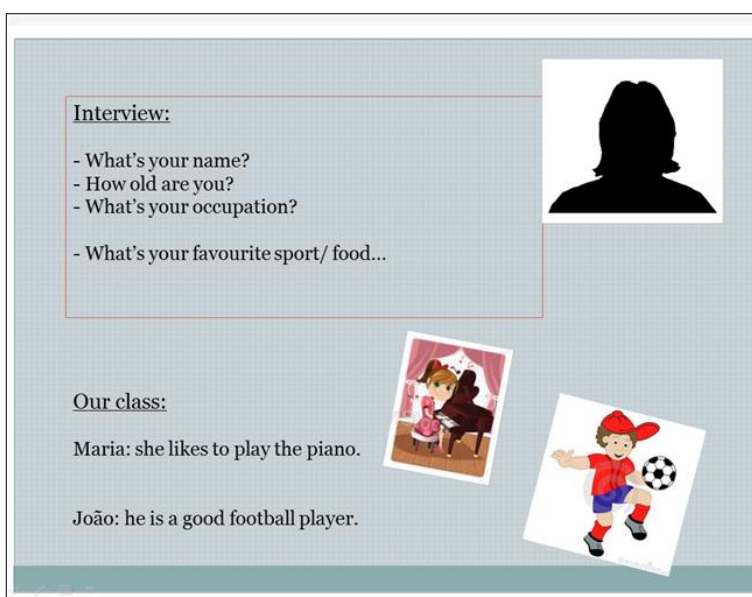 Interview:
- What's your name?
- How old are you?
- What's your occupation?
- What's your favourite sport/ food...
Our class:
Maria: she likes to play the piano.
João: he is a good football player.